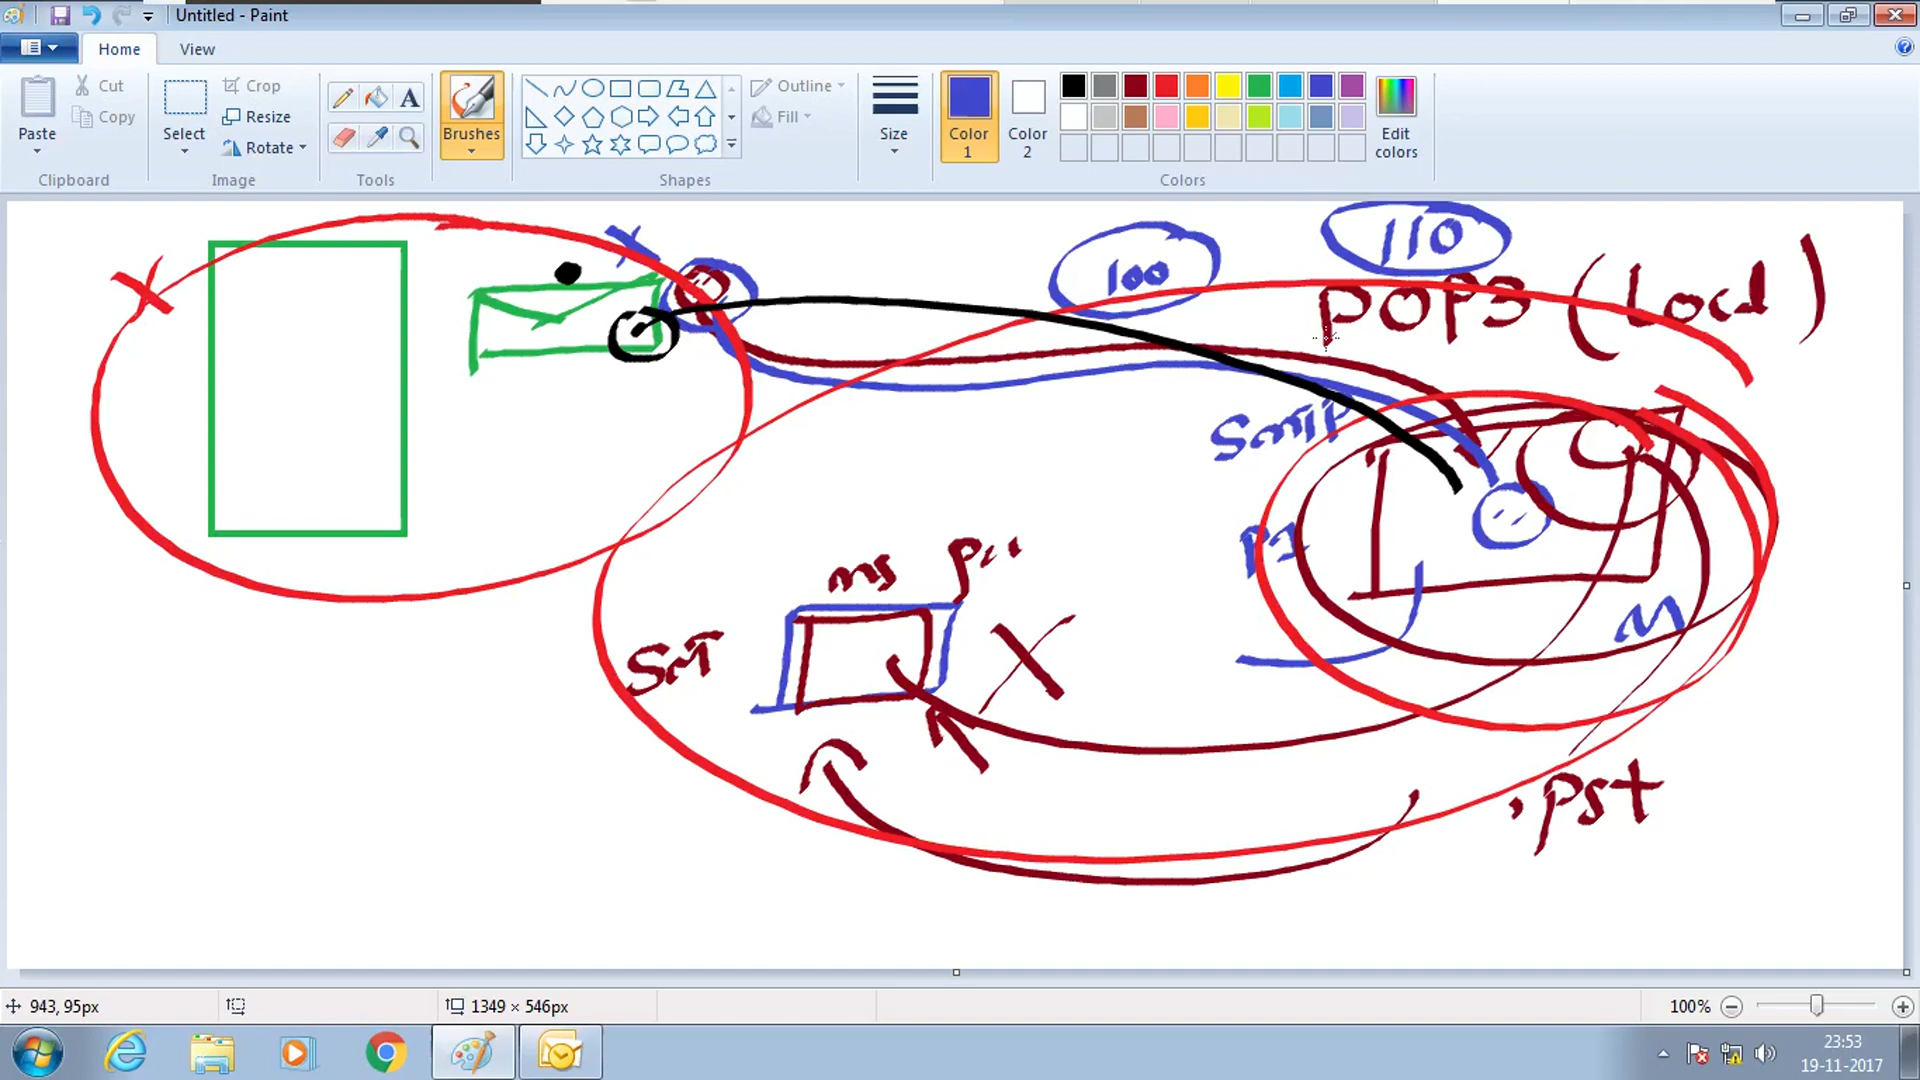 Untitled - Paint
Home
View
Paste
Cut
Copy
Clipboard
Select
Crop
Resize
Rotate
Image
A
Tools
Brushes
Shapes
Outline
Fill
Size
Color 1
Color 2
Edit colors
Colors
X
100
110
POP3 (Local)
SMTP
ms
SMT
X
.pst
943, 95px
1349 × 546px
100%
23:53
19-11-2017